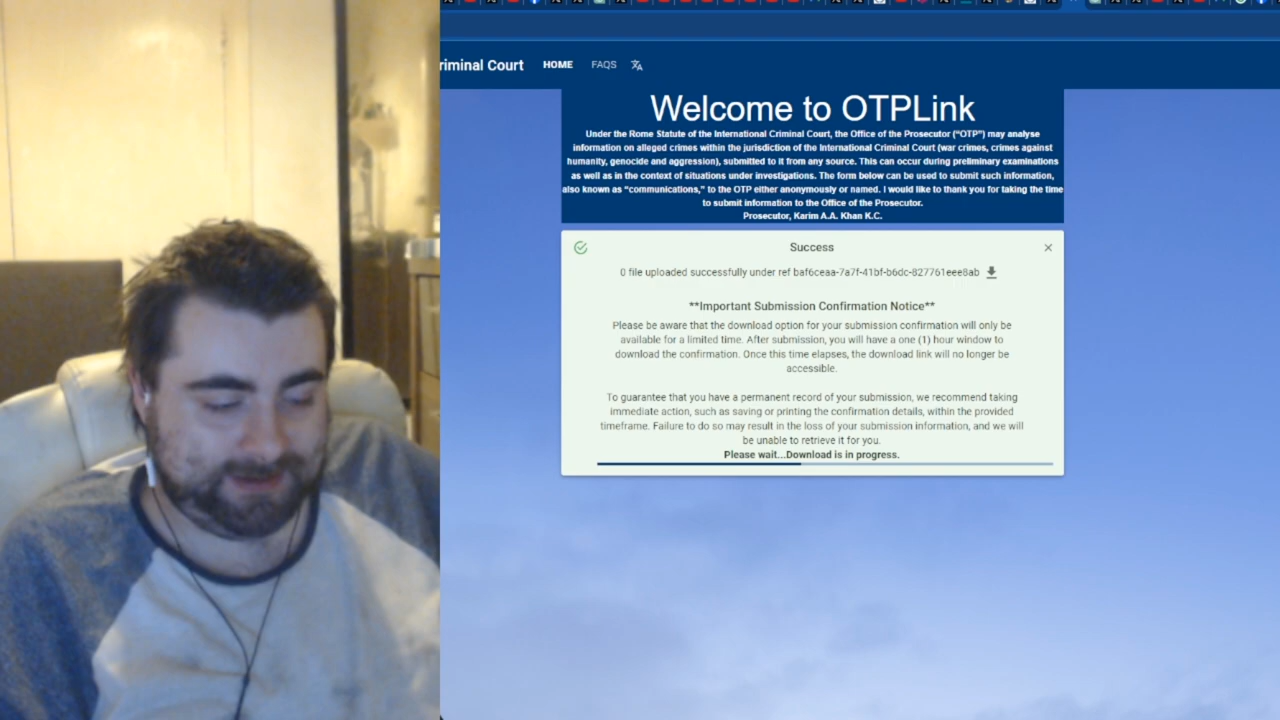 riminal Court HOME FAQS
Welcome to OTPLink
Under the Rome Statute of the International Criminal Court, the Office of the Prosecutor (“OTP”) may analyse
information on alleged crimes within the jurisdiction of the International Criminal Court (war crimes, crimes against
humanity, genocide and aggression), submitted to it from any source. This can occur during preliminary examinations
as well as in the context of situations under investigations. The form below can be used to submit such information,
also known as “communications,” to the OTP either anonymously or named. I would like to thank you for taking the time
to submit information to the Office of the Prosecutor.
Prosecutor, Karim A.A. Khan K.C.
Success
0 file uploaded successfully under ref baf6ceaa-7a7f-41bf-b6dc-827761eee8ab
**Important Submission Confirmation Notice**
Please be aware that the download option for your submission confirmation will only be
available for a limited time. After submission, you will have a one (1) hour window to
download the confirmation. Once this time elapses, the download link will no longer be
accessible.
To guarantee that you have a permanent record of your submission, we recommend taking
immediate action, such as saving or printing the confirmation details, within the provided
timeframe. Failure to do so may result in the loss of your submission information, and we will
be unable to retrieve it for you.
Please wait...Download is in progress.